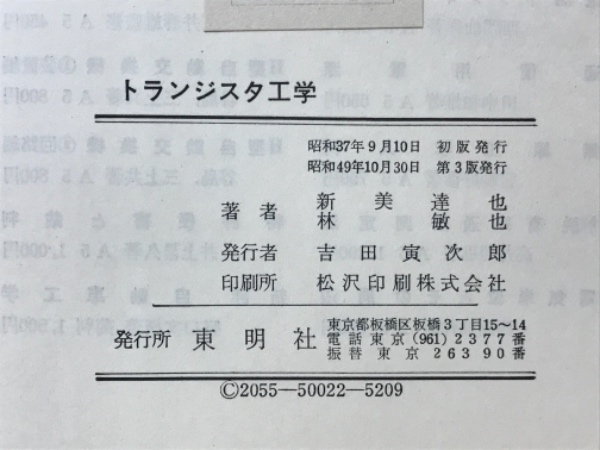 トランジスタ工学
昭和37年9月10日 初版発行
昭和49年10月30日 第3版発行
著者 新美達也
林敏也
発行者 吉田寅次郎
印刷所 松沢印刷株式会社
発行所 東明社
東京都板橋区板橋3丁目15〜14
電話東京(961)2377番
振替東京26390番
©2055—50022—5209